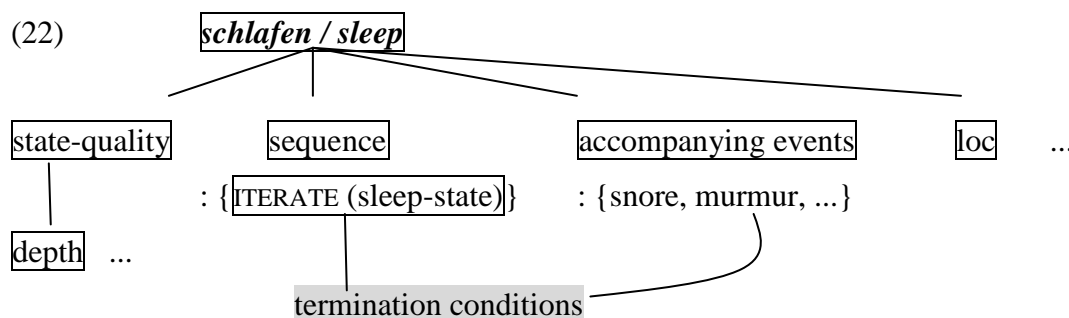 (22) schlafen / sleep
state-quality sequence accompanying events loc ...
: {ITERATE (sleep-state)} : {snore, murmur, ...}
depth ...
termination conditions